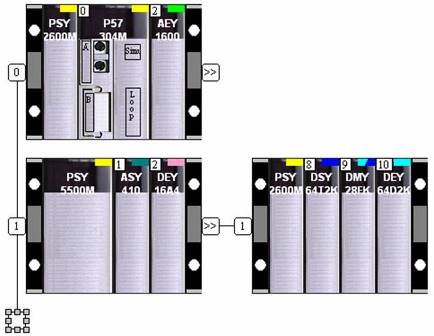 0 2
PSY P57 AEY
2600M 304M 1600
A Simo
B Loop
0 >>
1 2
PSY ASY DEY
5500M 410 16A4
1 >> 1
8 9 10
PSY DSY DMY DEY
2600M 64T2K 28FK 64D2K